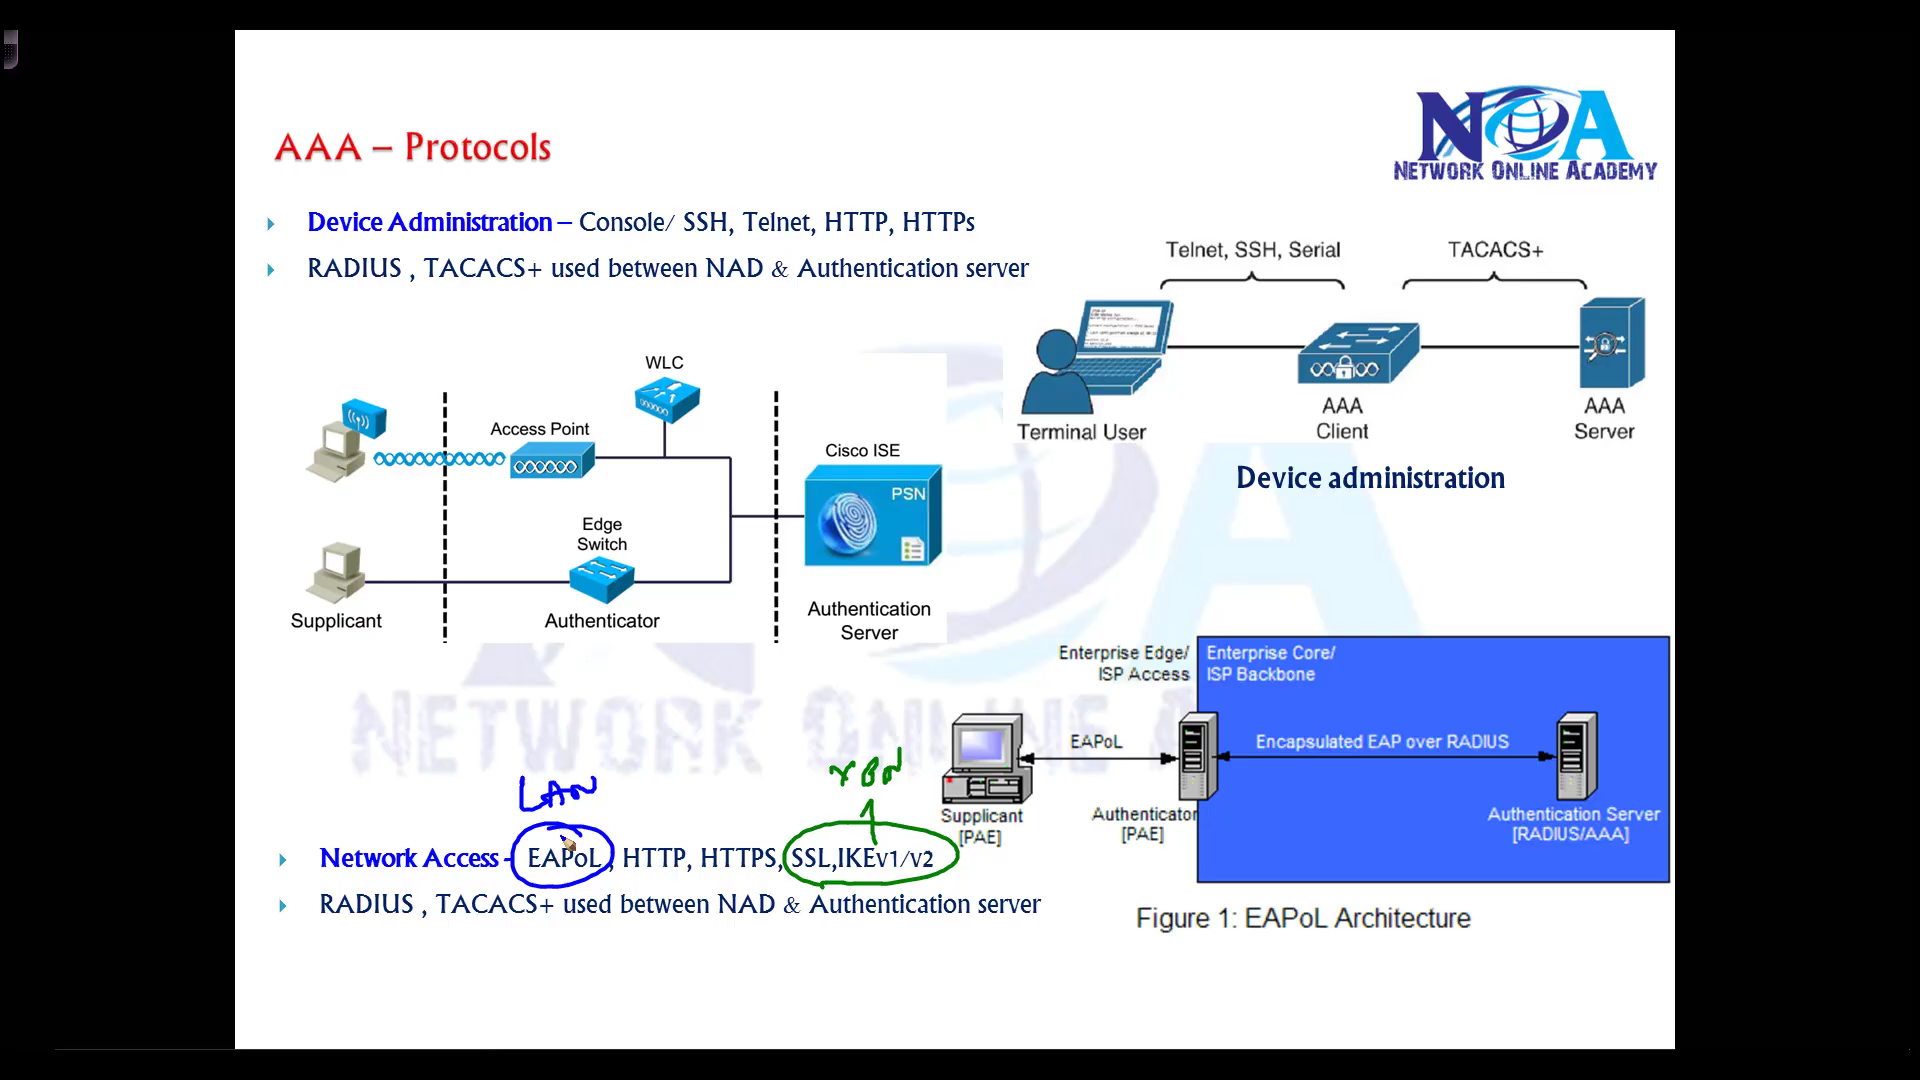 AAA – Protocols
NOA
NETWORK ONLINE ACADEMY
Device Administration – Console/ SSH, Telnet, HTTP, HTTPs
RADIUS , TACACS+ used between NAD & Authentication server
Telnet, SSH, Serial
TACACS+
Terminal User
AAA
Client
AAA
Server
Device administration
WLC
Access Point
Cisco ISE
PSN
Edge
Switch
Supplicant
Authenticator
Authentication
Server
Enterprise Edge/
ISP Access
Enterprise Core/
ISP Backbone
EAPoL
Encapsulated EAP over RADIUS
Supplicant
[PAE]
Authenticator
[PAE]
Authentication Server
[RADIUS/AAA]
Figure 1: EAPoL Architecture
LAN
Network Access - EAPoL , HTTP, HTTPS, SSL,IKEv1/v2
RADIUS , TACACS+ used between NAD & Authentication server
NETWORK ONLINE A